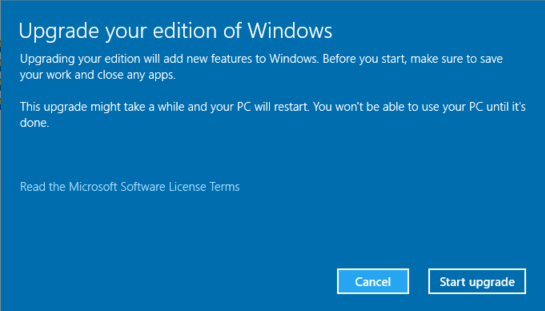 Upgrade your edition of Windows
Upgrading your edition will add new features to Windows. Before you start, make sure to save
your work and close any apps.
This upgrade might take a while and your PC will restart. You won't be able to use your PC until it's
done.
Read the Microsoft Software License Terms
Cancel
Start upgrade